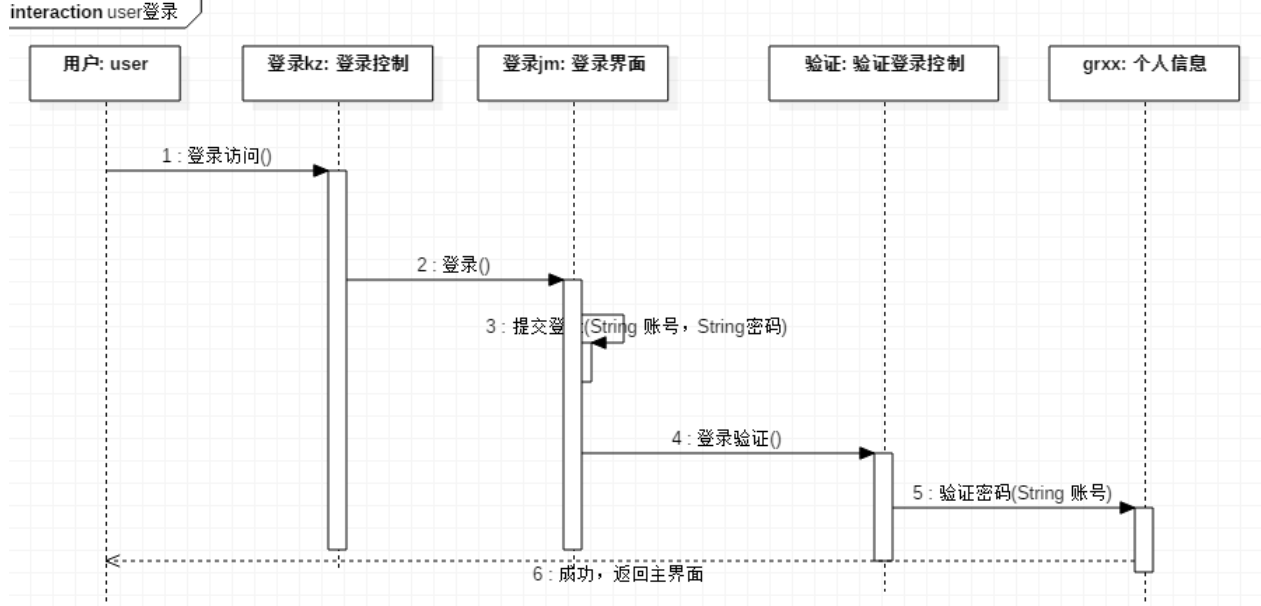 interaction user登录
用户: user
登录kz: 登录控制
登录jm: 登录界面
验证: 验证登录控制
grxx: 个人信息
1 : 登录访问()
2 : 登录()
3 : 提交登录(String 账号，String密码)
4 : 登录验证()
5 : 验证密码(String 账号)
6 : 成功，返回主界面